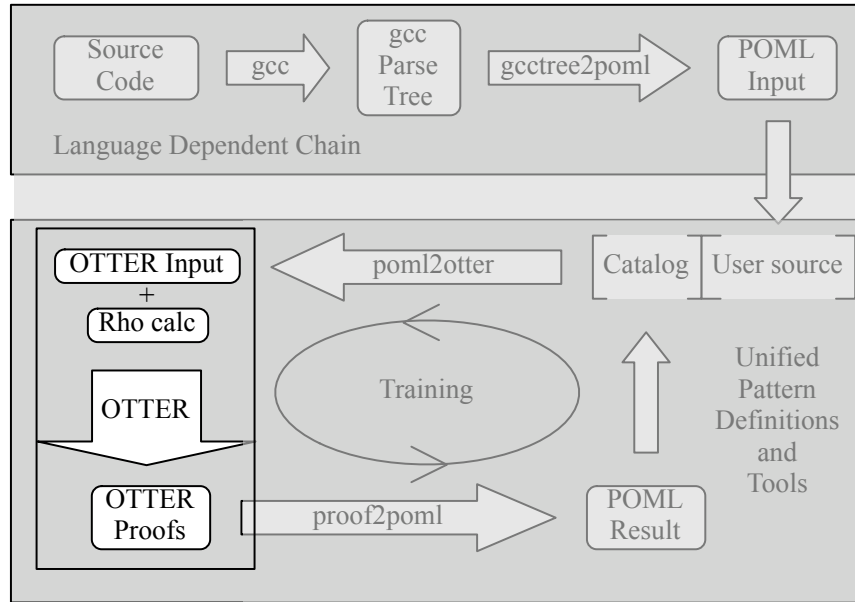 Source
Code
gcc
gcc
Parse
Tree
gcctree2poml
POML
Input
Language Dependent Chain
OTTER Input
+
Rho calc
poml2otter
Catalog
User source
OTTER
Training
Unified
Pattern
Definitions
and
Tools
OTTER
Proofs
proof2poml
POML
Result